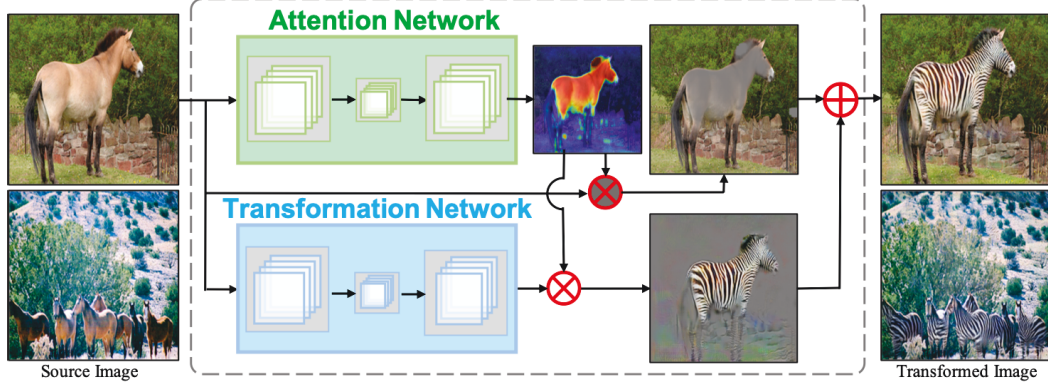 Attention Network
Transformation Network
Source Image
Transformed Image